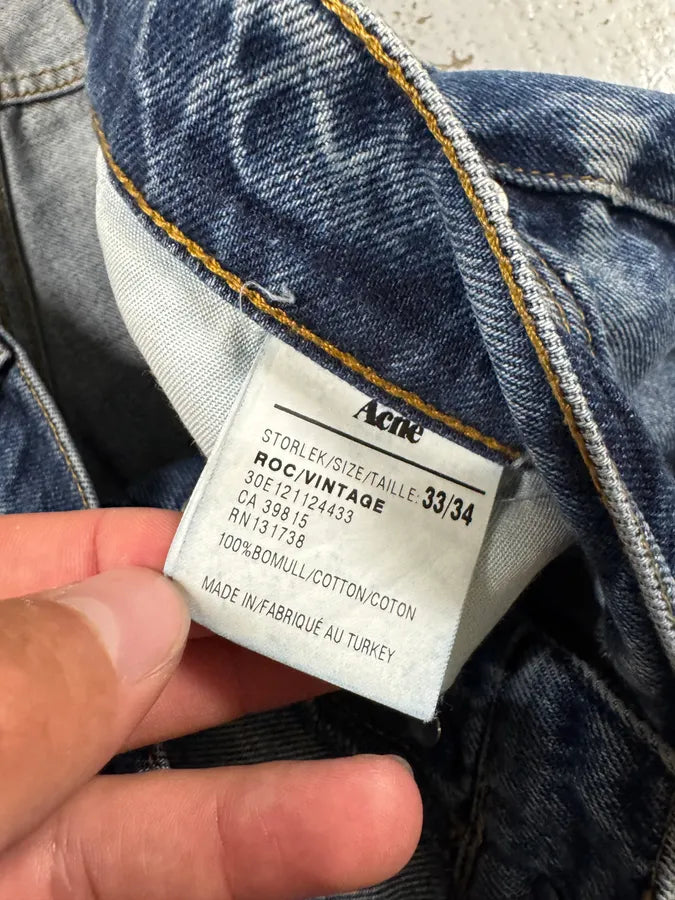 Acne
STORLEK/SIZE/TAILLE: 33/34
ROC/VINTAGE
30E121124433
CA 39815
RN131738
100%BOMULL/COTTON/COTON
MADE IN/FABRIQUÉ AU TURKEY